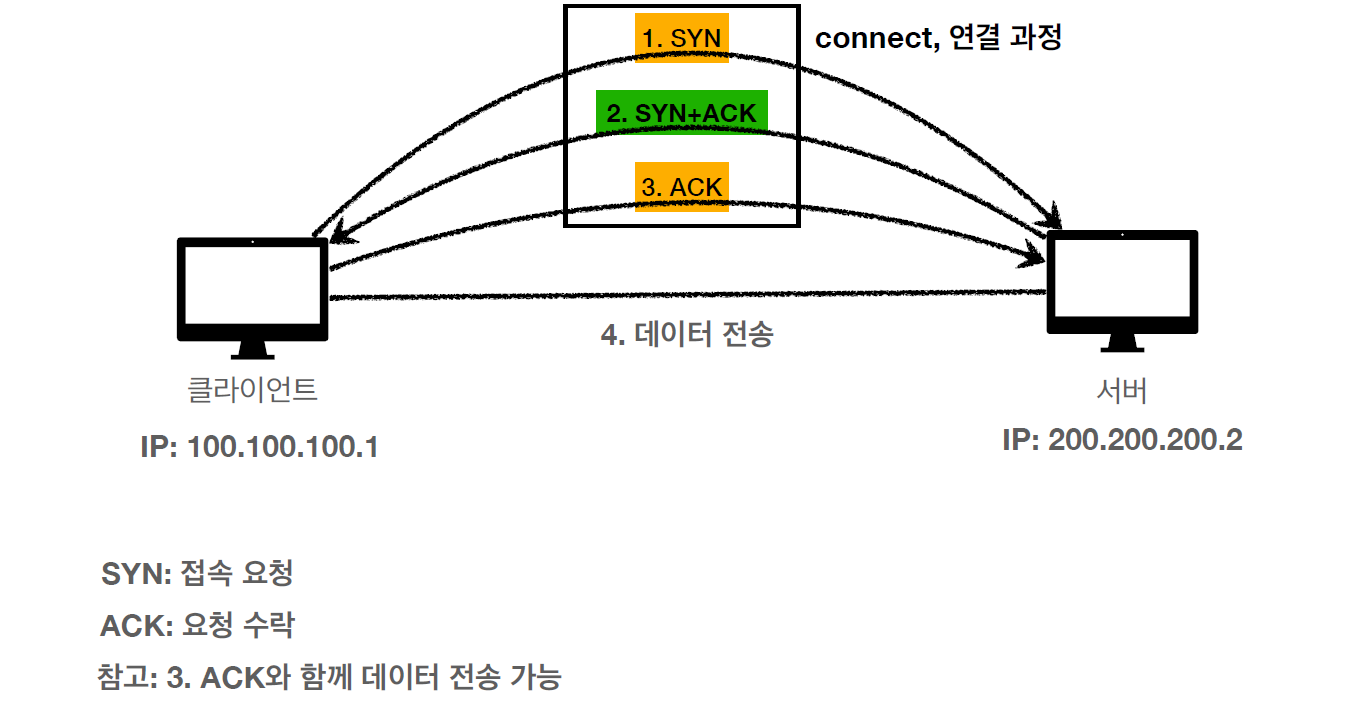 1. SYN
connect, 연결 과정
2. SYN+ACK
3. ACK
4. 데이터 전송
클라이언트
서버
IP: 100.100.100.1
IP: 200.200.200.2
SYN: 접속 요청
ACK: 요청 수락
참고: 3. ACK와 함께 데이터 전송 가능